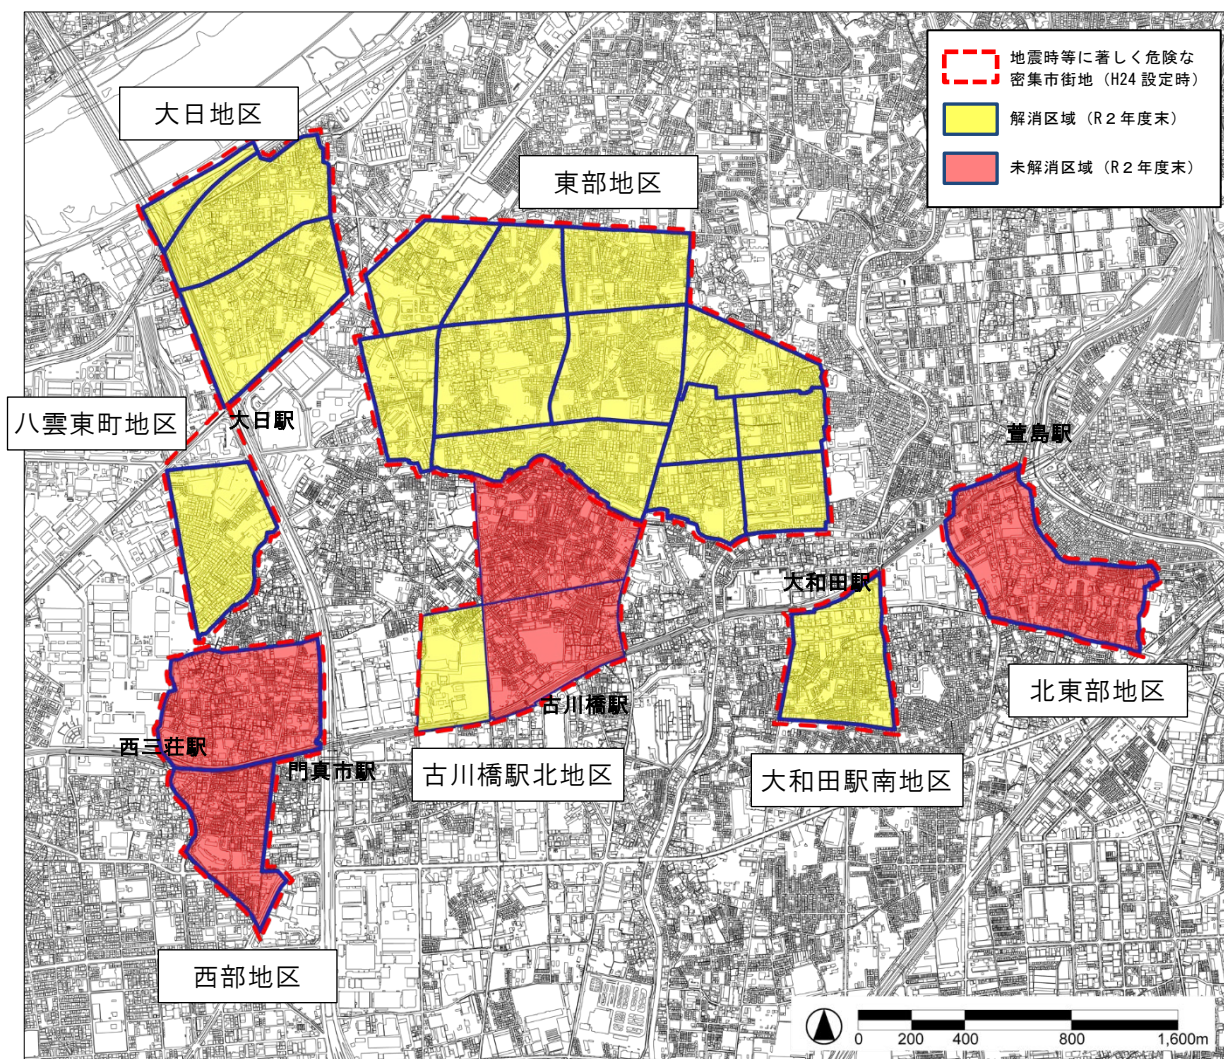 地震時等に著しく危険な
密集市街地（H24 設定時）
解消区域（R２年度末）
未解消区域（R２年度末）
大日地区
東部地区
八雲東町地区
大日駅
萱島駅
大和田駅
北東部地区
古川橋駅
西三荘駅
門真市駅
古川橋駅北地区
大和田駅南地区
西部地区
0 200 400 800 1,600m